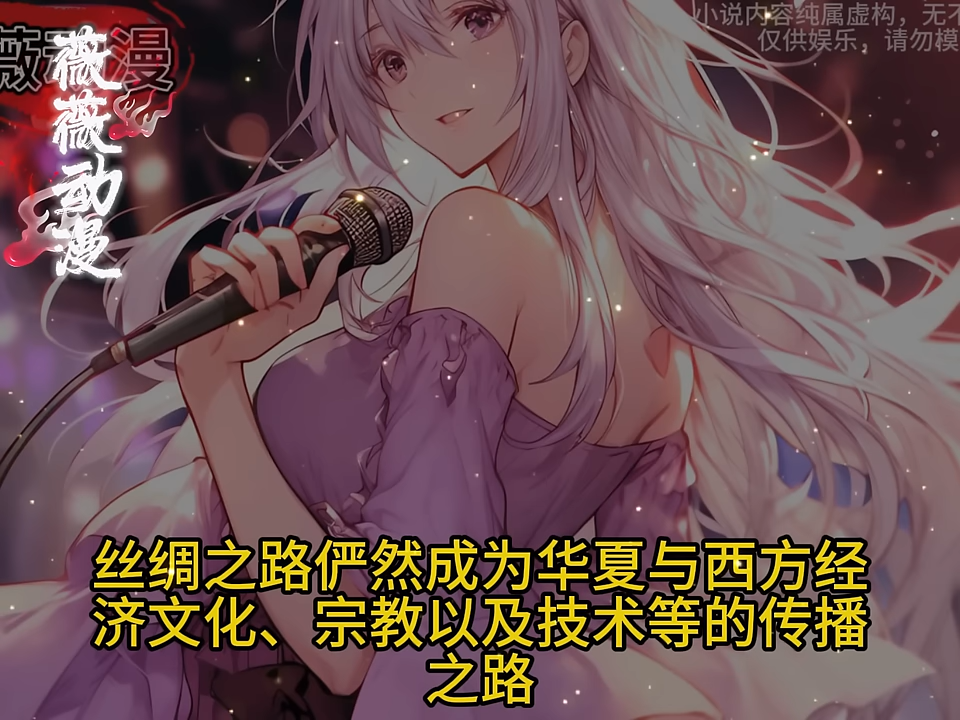 小说内容纯属虚构，无不
仅供娱乐，请勿模
薇
漫
薇薇动漫
丝绸之路俨然成为华夏与西方经
济文化、宗教以及技术等的传播
之路